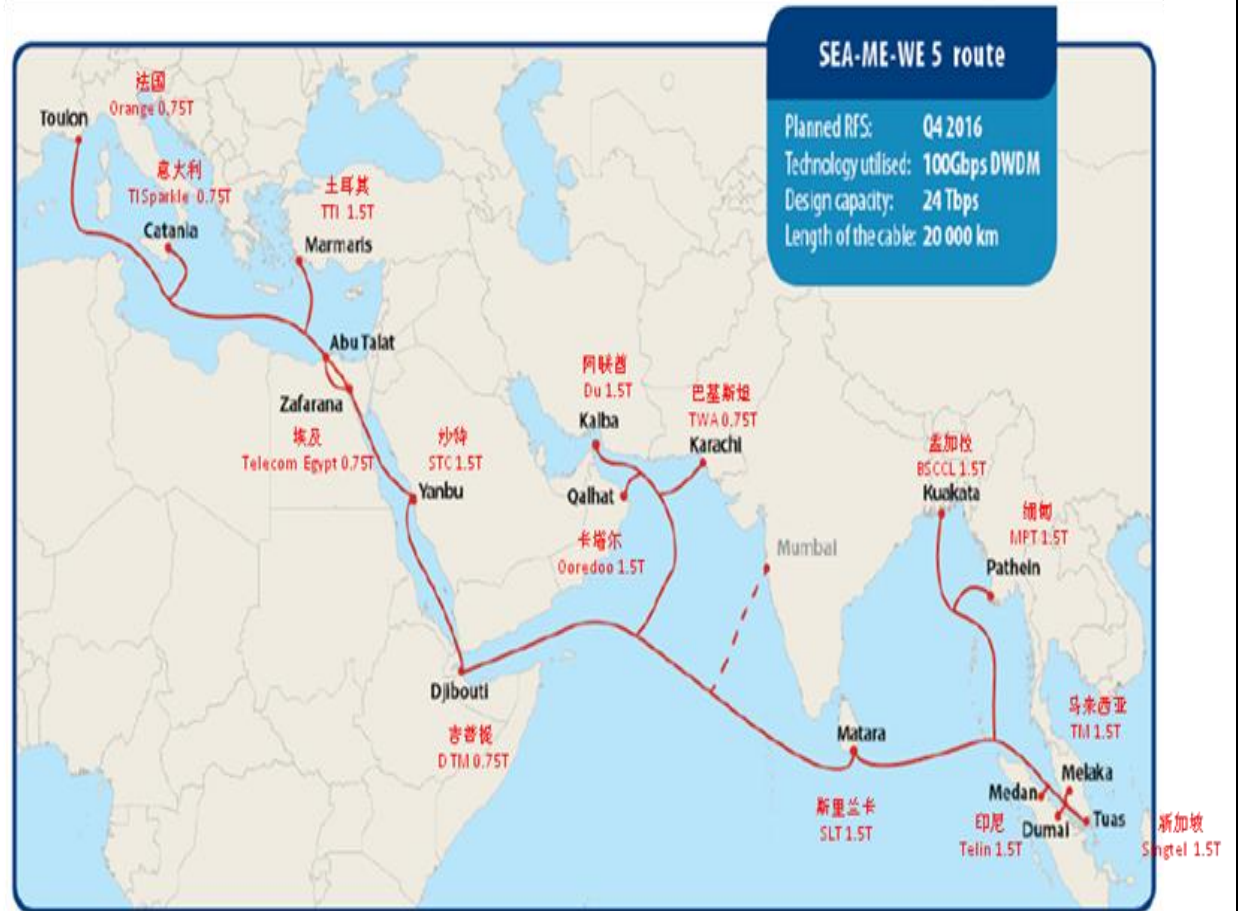 SEA-ME-WE 5 route
Planned RFS: Q4 2016
Technology utilised: 100Gbps DWDM
Design capacity: 24 Tbps
Length of the cable: 20 000 km
法国
Orange 0.75T
Toulon
意大利
TI Sparkle 0.75T
Catania
土耳其
TTI 1.5T
Marmaris
Abu Talat
Zafarana
埃及
Telecom Egypt 0.75T
沙特
STC 1.5T
Yanbu
阿联酋
Du 1.5T
Kalba
巴基斯坦
TWA 0.75T
Karachi
Qalhat
卡塔尔
Ooredoo 1.5T
Mumbai
孟加拉
BSCCL 1.5T
Kuakata
缅甸
MPT 1.5T
Pathein
Djibouti
吉普提
DTM 0.75T
Matara
斯里兰卡
SLT 1.5T
马来西亚
TM 1.5T
Melaka
Medan
印尼
Telin 1.5T
Dumai
Tuas
新加坡
Singtel 1.5T